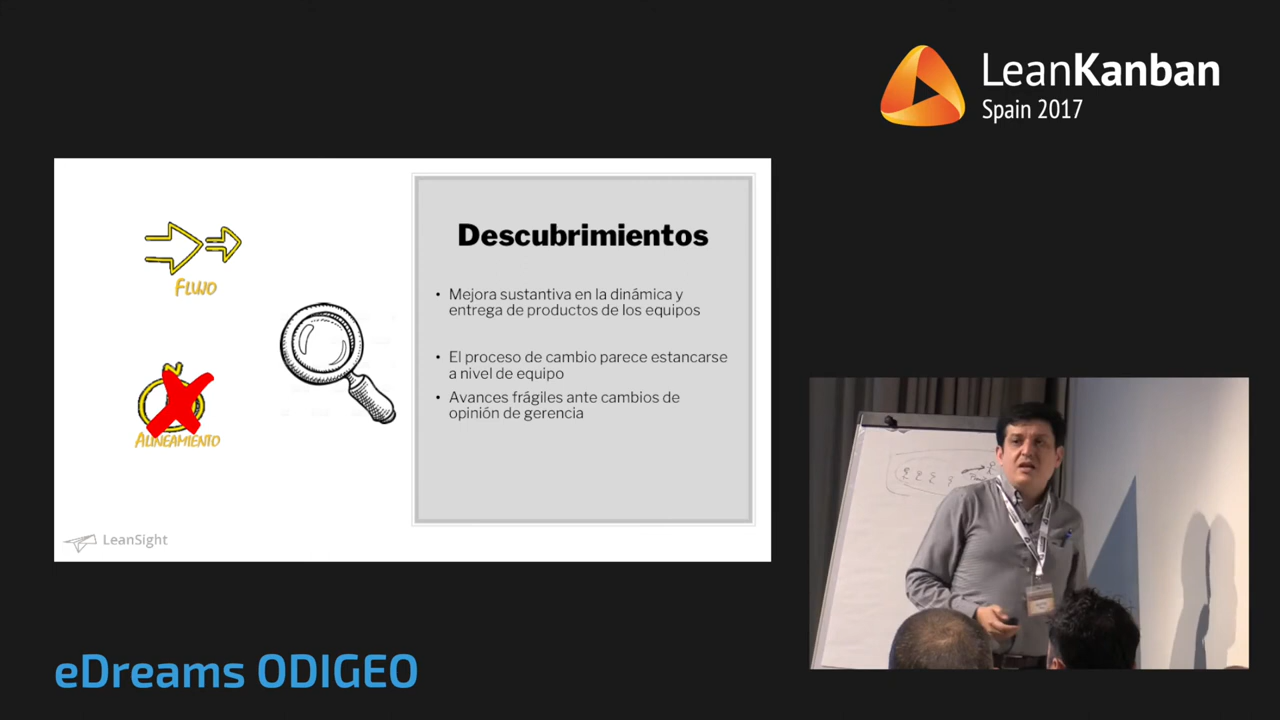 LeanKanban
Spain 2017
Descubrimientos
• Mejora sustantiva en la dinámica y
entrega de productos de los equipos
• El proceso de cambio parece estancarse
a nivel de equipo
• Avances frágiles ante cambios de
opinión de gerencia
FLUJO
ALINEAMIENTO
LeanSight
eDreams ODIGEO